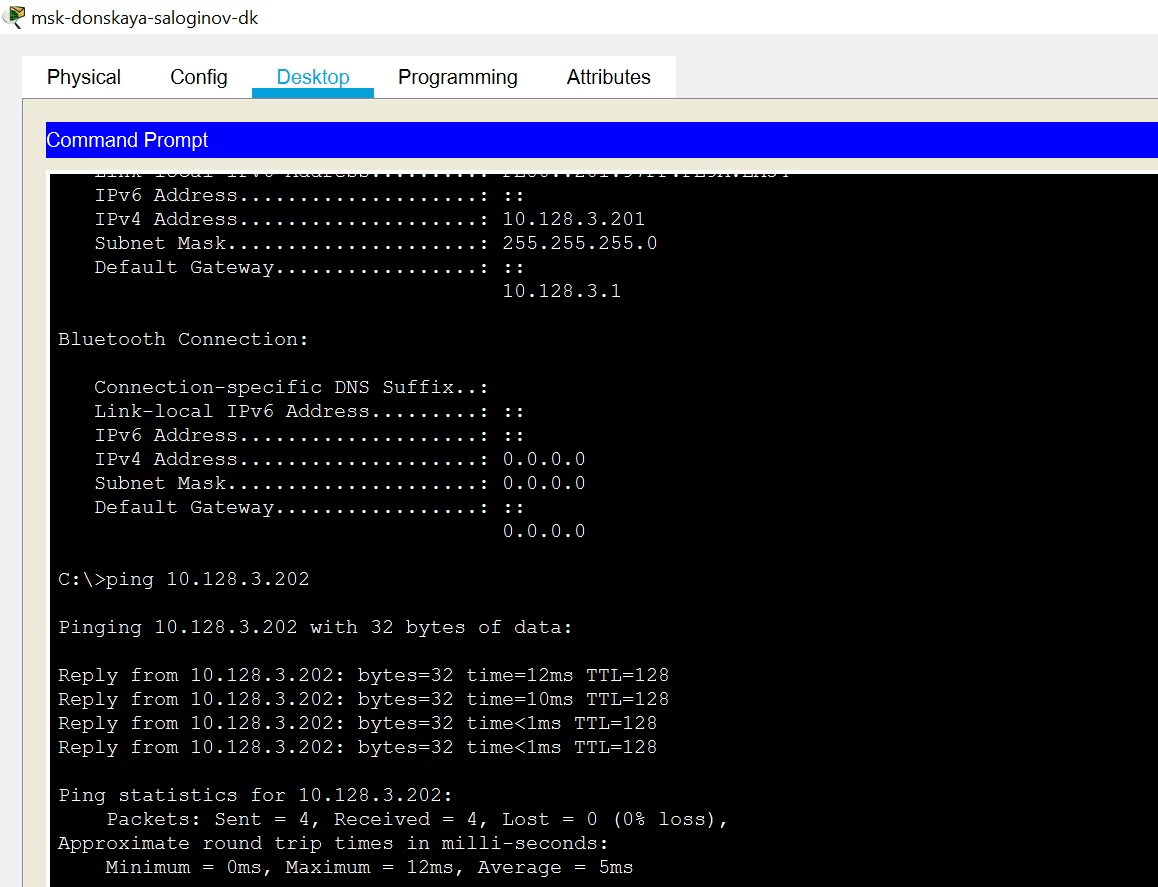 msk-donskaya-saloginov-dk
Physical Config Desktop Programming Attributes
Command Prompt
Link-local IPv6 Address.........:
IPv6 Address....................: ::
IPv4 Address....................: 10.128.3.201
Subnet Mask.....................: 255.255.255.0
Default Gateway.................: ::
10.128.3.1
Bluetooth Connection:
Connection-specific DNS Suffix..:
Link-local IPv6 Address.........: ::
IPv6 Address....................: ::
IPv4 Address....................: 0.0.0.0
Subnet Mask.....................: 0.0.0.0
Default Gateway.................: ::
0.0.0.0
C:\>ping 10.128.3.202
Pinging 10.128.3.202 with 32 bytes of data:
Reply from 10.128.3.202: bytes=32 time=12ms TTL=128
Reply from 10.128.3.202: bytes=32 time=10ms TTL=128
Reply from 10.128.3.202: bytes=32 time<1ms TTL=128
Reply from 10.128.3.202: bytes=32 time<1ms TTL=128
Ping statistics for 10.128.3.202:
Packets: Sent = 4, Received = 4, Lost = 0 (0% loss),
Approximate round trip times in milli-seconds:
Minimum = 0ms, Maximum = 12ms, Average = 5ms